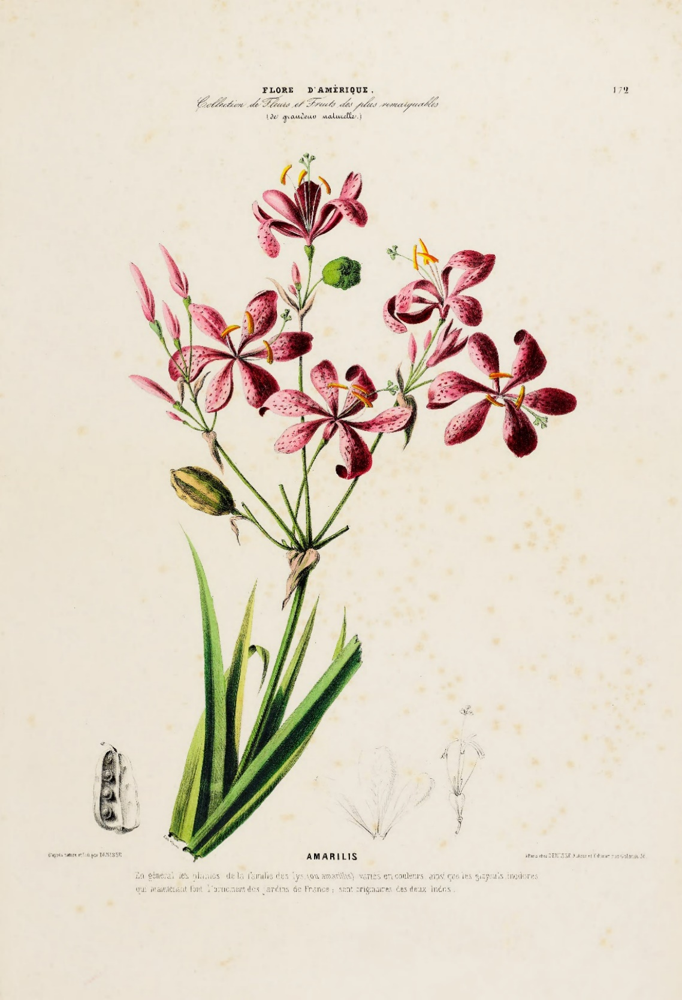 FLORE D'AMÉRIQUE.
172
Collection de Fleurs et Fruits des plus remarquables
(de grandeur naturelle.)
d'après nature et lith. par DENISSE
AMARILIS
à Paris chez DENISSE Auteur et Editeur rue Galande
En général les plantes de la famille des lys (ou amarillis) variés en couleurs, ainsi que les glayeuls inodores
qui maintenant font l'ornement des jardins de France; sont originaires des deux Indes.